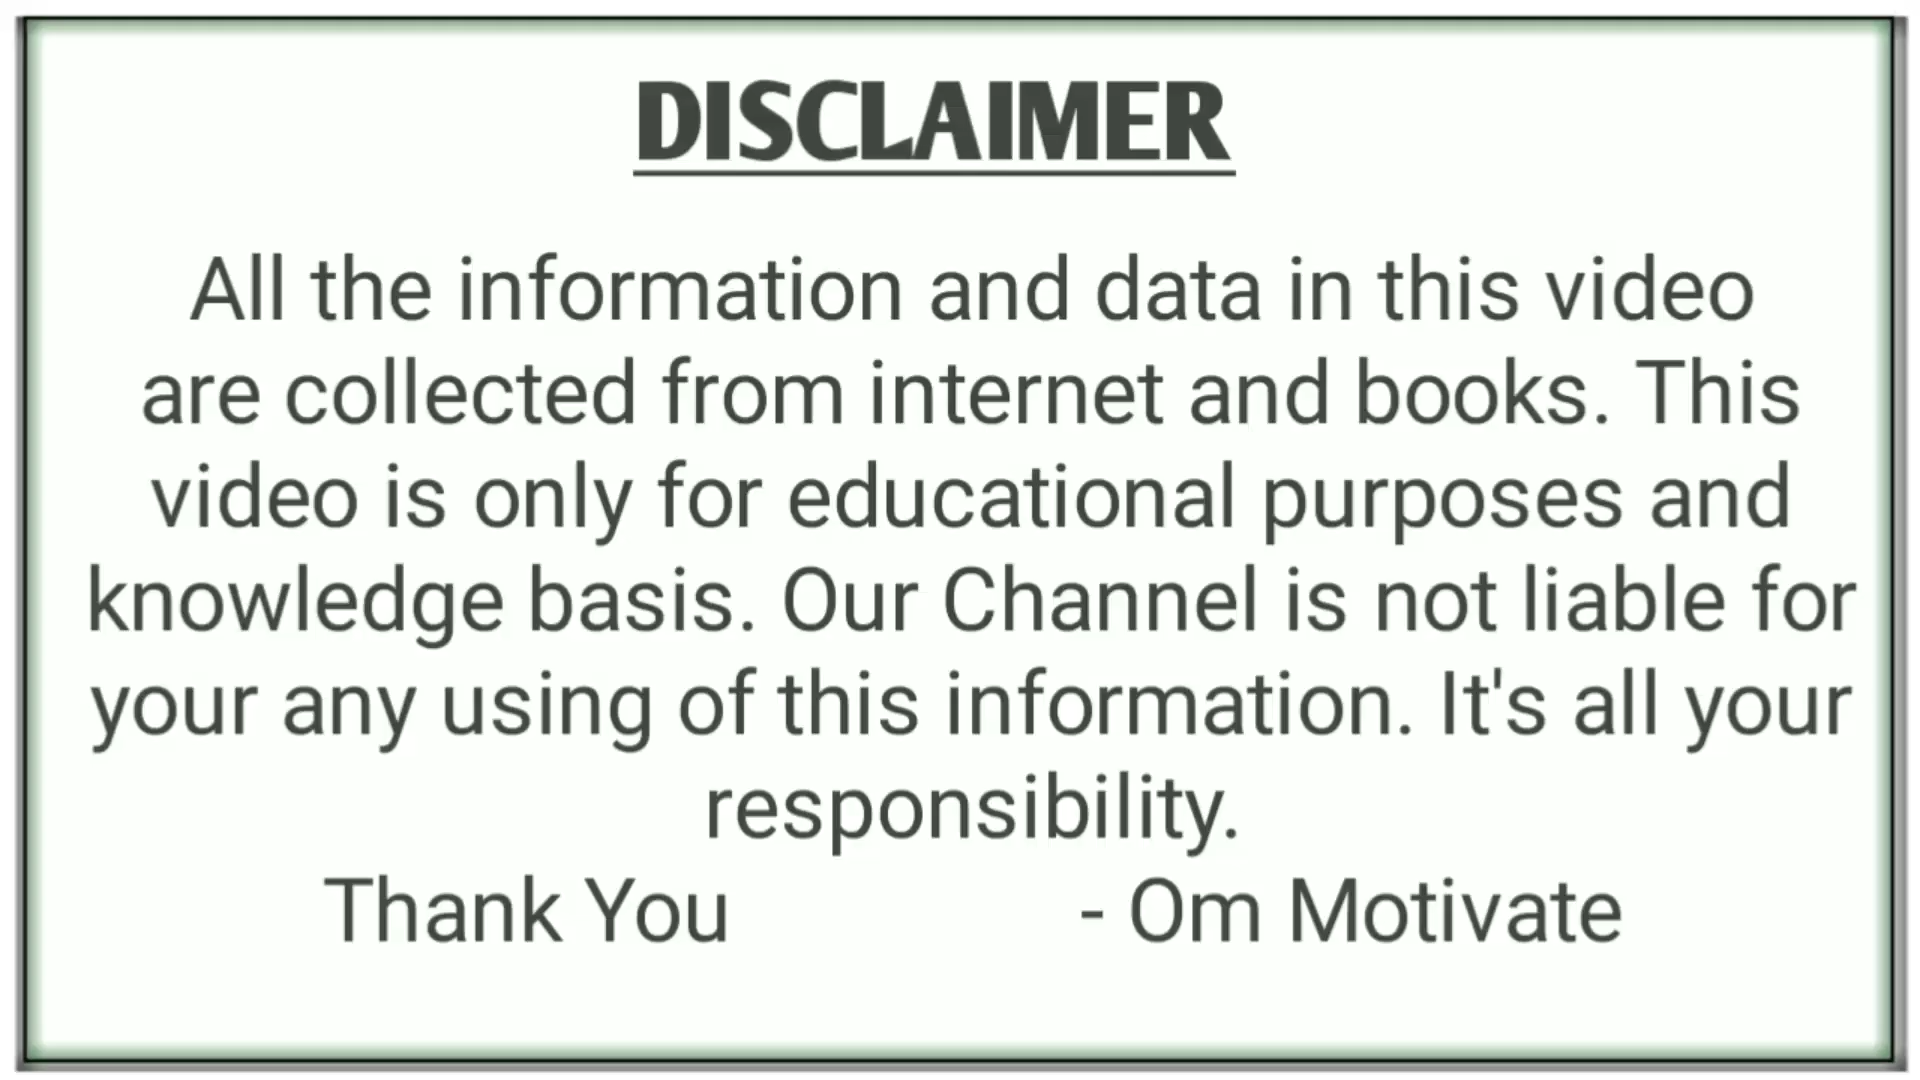 DISCLAIMER
All the information and data in this video
are collected from internet and books. This
video is only for educational purposes and
knowledge basis. Our Channel is not liable for
your any using of this information. It's all your
responsibility.
Thank You - Om Motivate